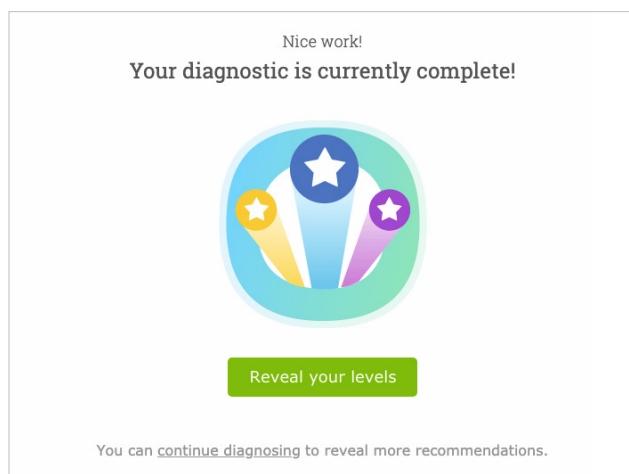 Nice work!
Your diagnostic is currently complete!
Reveal your levels
You can continue diagnosing to reveal more recommendations.